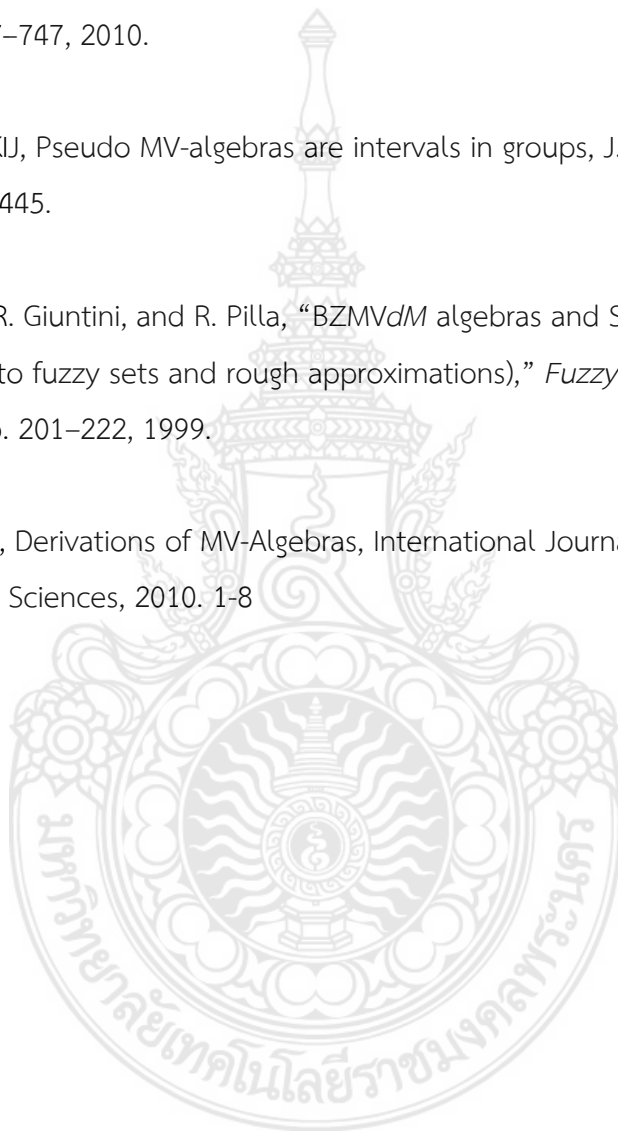 7–747, 2010.
KIJ, Pseudo MV-algebras are intervals in groups, J.
445.
R. Giuntini, and R. Pilla, “BZMVdM algebras and S
to fuzzy sets and rough approximations),” Fuzzy
. 201–222, 1999.
, Derivations of MV-Algebras, International Journa
Sciences, 2010. 1-8
มหาวิทยาลัยเทคโนโลยีราชมงคลพระนคร